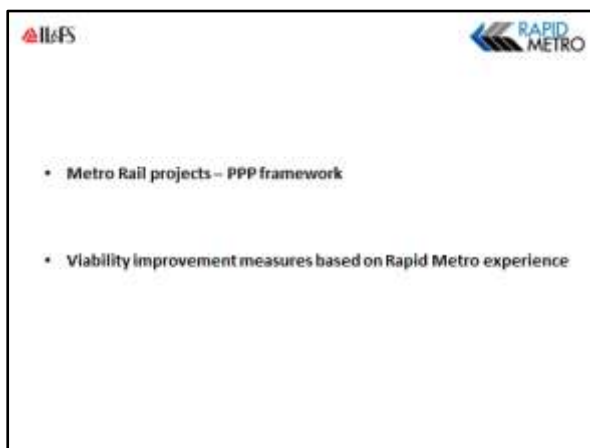 IL&FS
RAPID
METRO
• Metro Rail projects – PPP framework
• Viability improvement measures based on Rapid Metro experience